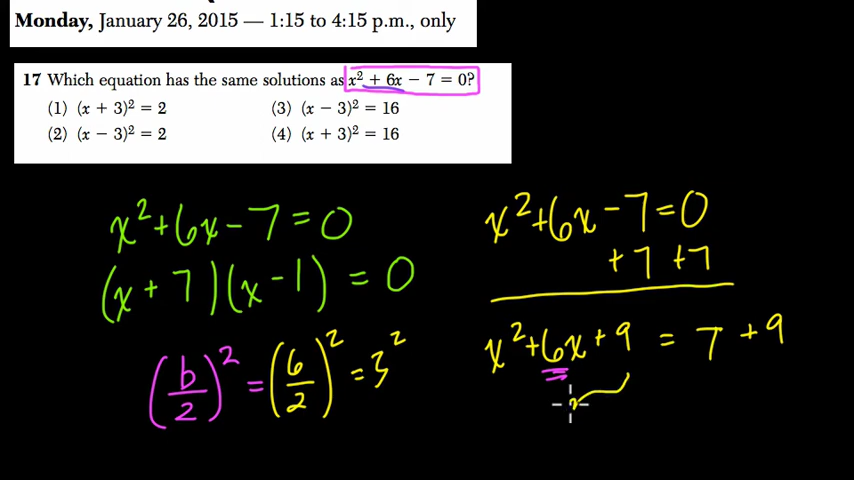 Monday, January 26, 2015 — 1:15 to 4:15 p.m., only
17 Which equation has the same solutions as x² + 6x − 7 = 0?
(1) (x + 3)² = 2
(3) (x − 3)² = 16
(2) (x − 3)² = 2
(4) (x + 3)² = 16
x²+6x−7=0
(x+7)(x−1)=0
(b/2)²=(6/2)²=3²
x²+6x−7=0
+7 +7
x²+6x+9 = 7+9